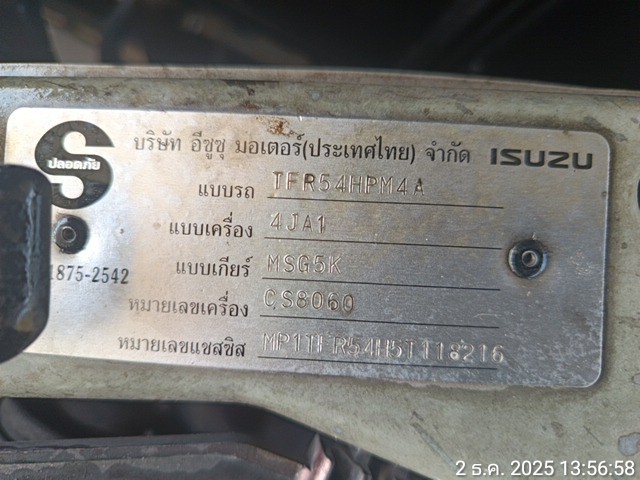 บริษัท อีซูซุ มอเตอร์(ประเทศไทย) จำกัด ISUZU
ปลอดภัย
แบบรถ TFR54HPM4A
แบบเครื่อง 4JA1
แบบเกียร์ MSG5K
1875-2542
หมายเลขเครื่อง CS8060
หมายเลขแชสซิส MP1TFR54H5T118216
2 ธ.ค. 2025 13:56:58